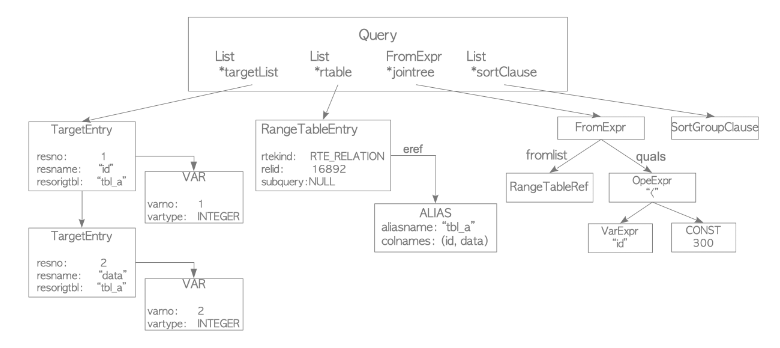 Query
List
*targetList
List
*rtable
FromExpr
*jointree
List
*sortClause
TargetEntry
resno: 1
resname: "id"
resorigtbl: "tbl_a"
VAR
varno: 1
vartype: INTEGER
TargetEntry
resno: 2
resname: "data"
resorigtbl: "tbl_a"
VAR
varno: 2
vartype: INTEGER
RangeTableEntry
rtekind: RTE_RELATION
relid: 16892
subquery:NULL
eref
ALIAS
aliasname: "tbl_a"
colnames: (id, data)
FromExpr
fromlist
quals
RangeTableRef
OpeExpr
"<"
VarExpr
"id"
CONST
300
SortGroupClause